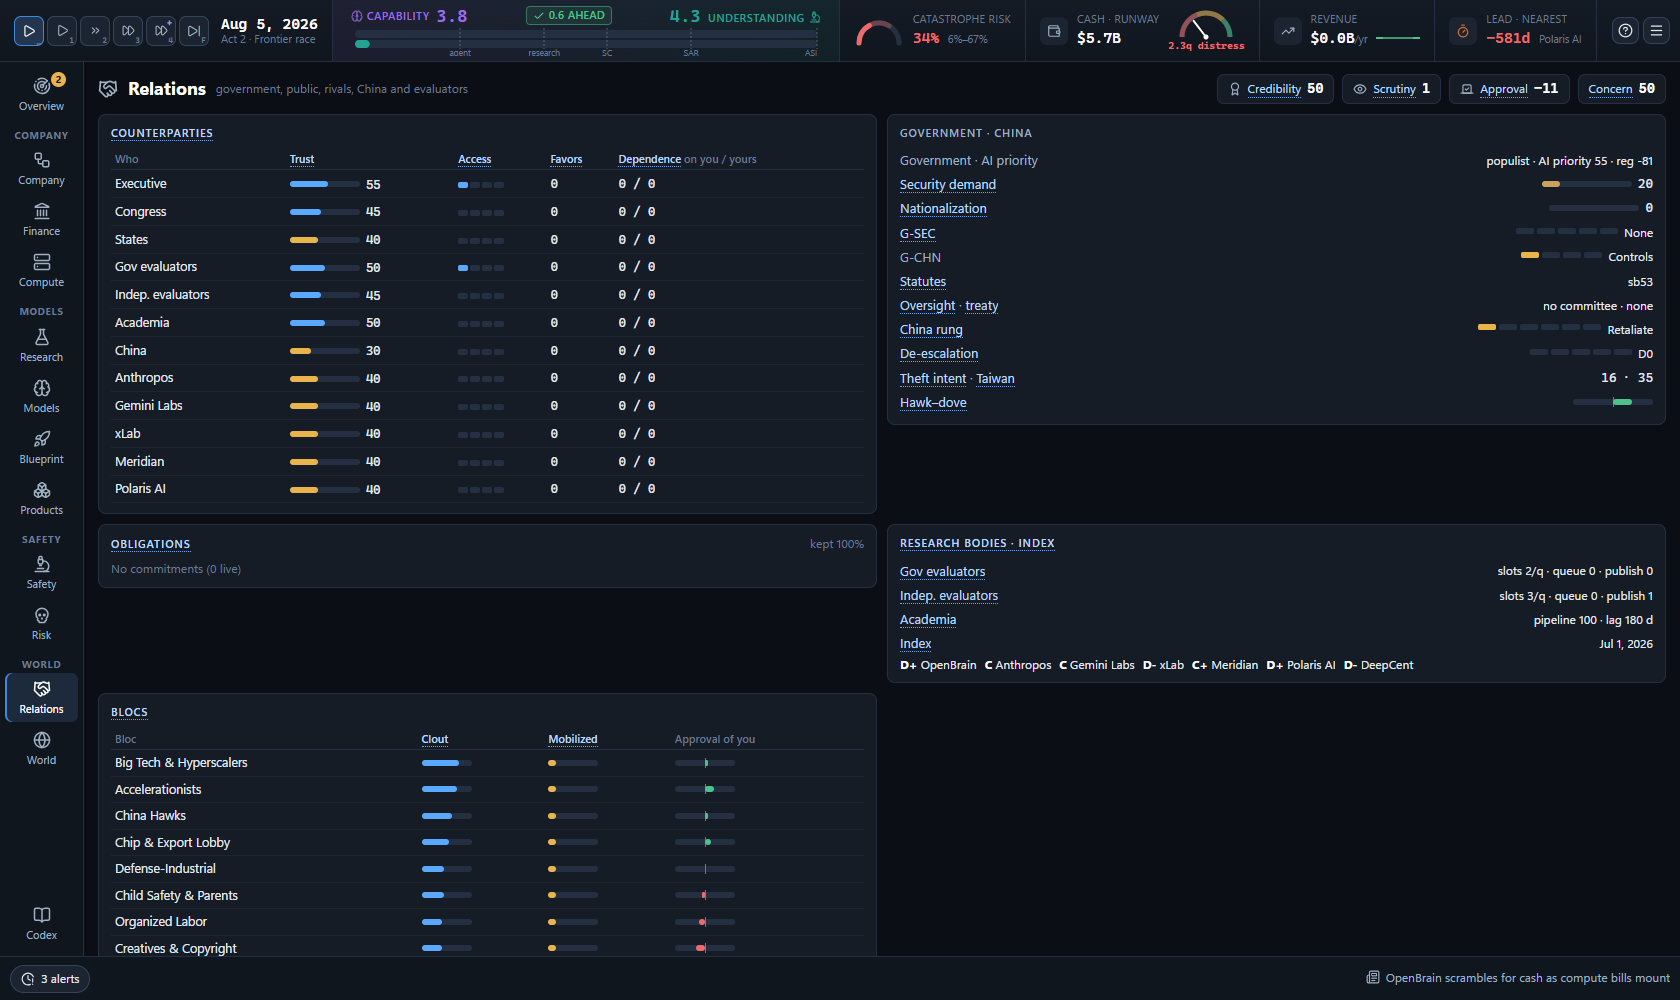 Aug 5, 2026
Act 2 · Frontier race
1
2
3
4
F
CAPABILITY 3.8
0.6 AHEAD
4.3 UNDERSTANDING
agent
research
SC
SAR
ASI
CATASTROPHE RISK
34% 6%–67%
CASH · RUNWAY
$5.7B
2.3q distress
REVENUE
$0.0B/yr
LEAD · NEAREST
−581d Polaris AI
2
Overview
COMPANY
Company
Finance
Compute
MODELS
Research
Models
Blueprint
Products
SAFETY
Safety
Risk
WORLD
Relations
World
Codex
Relations government, public, rivals, China and evaluators
Credibility 50
Scrutiny 1
Approval −11
Concern 50
COUNTERPARTIES
Who Trust Access Favors Dependence on you / yours
Executive 55 0 0 / 0
Congress 45 0 0 / 0
States 40 0 0 / 0
Gov evaluators 50 0 0 / 0
Indep. evaluators 45 0 0 / 0
Academia 50 0 0 / 0
China 30 0 0 / 0
Anthropos 40 0 0 / 0
Gemini Labs 40 0 0 / 0
xLab 40 0 0 / 0
Meridian 40 0 0 / 0
Polaris AI 40 0 0 / 0
GOVERNMENT · CHINA
Government · AI priority populist · AI priority 55 · reg -81
Security demand 20
Nationalization 0
G-SEC None
G-CHN Controls
Statutes sb53
Oversight · treaty no committee · none
China rung Retaliate
De-escalation D0
Theft intent · Taiwan 16 · 35
Hawk–dove
OBLIGATIONS kept 100%
No commitments (0 live)
RESEARCH BODIES · INDEX
Gov evaluators slots 2/q · queue 0 · publish 0
Indep. evaluators slots 3/q · queue 0 · publish 1
Academia pipeline 100 · lag 180 d
Index Jul 1, 2026
D+ OpenBrain C Anthropos C Gemini Labs D- xLab C+ Meridian D+ Polaris AI D- DeepCent
BLOCS
Bloc Clout Mobilized Approval of you
Big Tech & Hyperscalers
Accelerationists
China Hawks
Chip & Export Lobby
Defense-Industrial
Child Safety & Parents
Organized Labor
Creatives & Copyright
3 alerts
OpenBrain scrambles for cash as compute bills mount